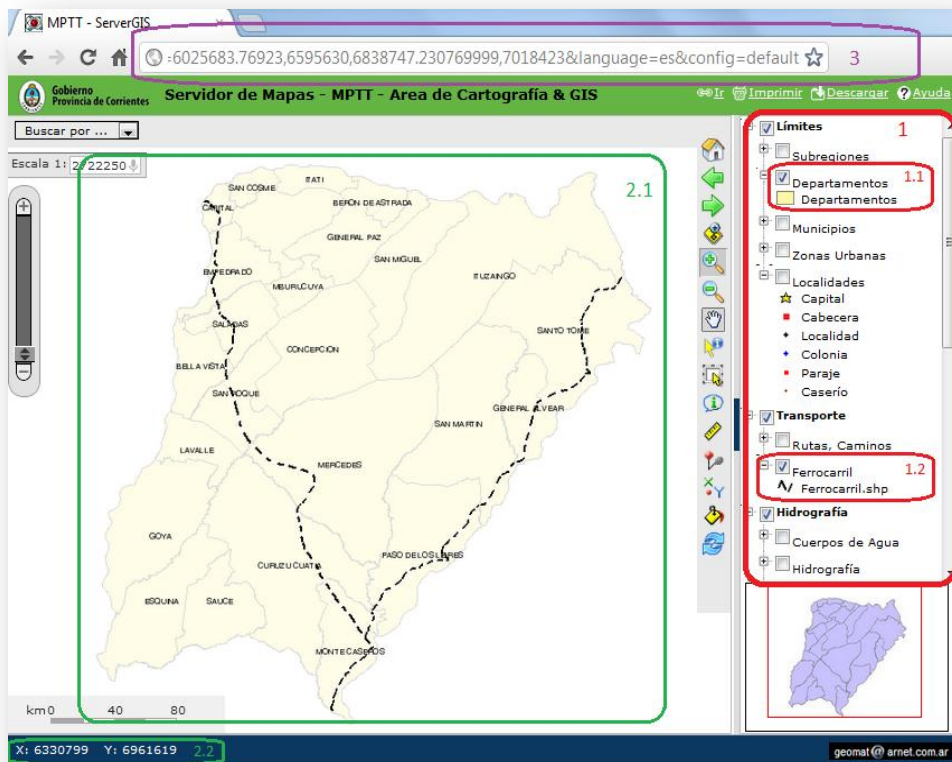 MPTT - ServerGIS
:6025683.76923,6595630,6838747.230769999,7018423&language=es&config=default
3
Gobierno
Provincia de Corrientes
Servidor de Mapas - MPTT - Area de Cartografía & GIS
Ir
Imprimir
Descargar
Ayuda
Buscar por ...
Escala 1: 2722250
2.1
SAN COSME
ITATI
CAPITAL
BERON DE ASTRADA
GENERAL PAZ
SAN MIGUEL
EMPEDRADO
MBURUCUYA
ITUZAINGO
SALADAS
SANTO TOME
CONCEPCION
BELLA VISTA
SAN ROQUE
GENERAL ALVEAR
SAN MARTIN
LAVALLE
MERCEDES
GOYA
PASO DE LOS LIBRES
CURUZU CUATIA
ESQUINA
SAUCE
MONTE CASEROS
km 0 40 80
X: 6330799 Y: 6961619 2.2
Límites
1
Subregiones
Departamentos
1.1
Departamentos
Municipios
Zonas Urbanas
Localidades
Capital
Cabecera
Localidad
Colonia
Paraje
Caserío
Transporte
Rutas, Caminos
Ferrocarril
1.2
Ferrocarril.shp
Hidrografía
Cuerpos de Agua
Hidrografía
geomat@arnet.com.ar